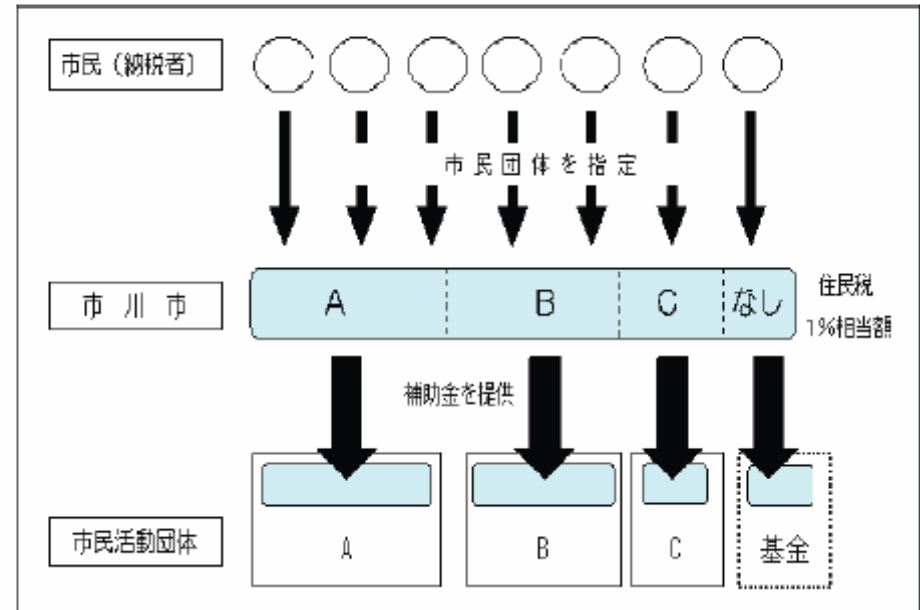 市民（納税者）
市民団体を指定
市川市
A
B
C
なし
住民税
1%相当額
補助金を提供
市民活動団体
A
B
C
基金